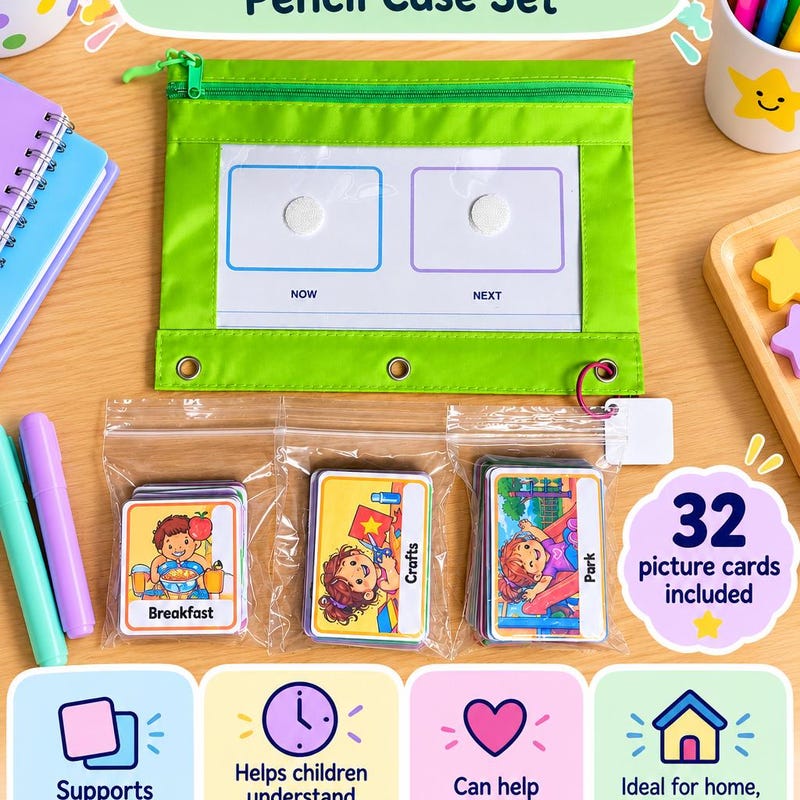 Pencil Case Set
NOW
NEXT
Breakfast
Crafts
Park
32
picture cards
included
Supports
Helps children
understand
Can help
Ideal for home,